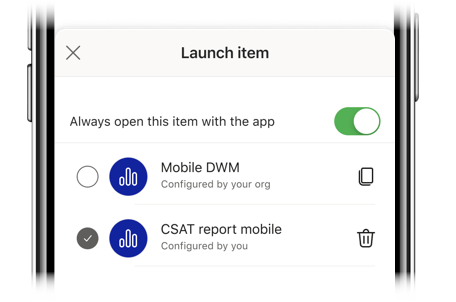 Launch item
Always open this item with the app
Mobile DWM
Configured by your org
CSAT report mobile
Configured by you